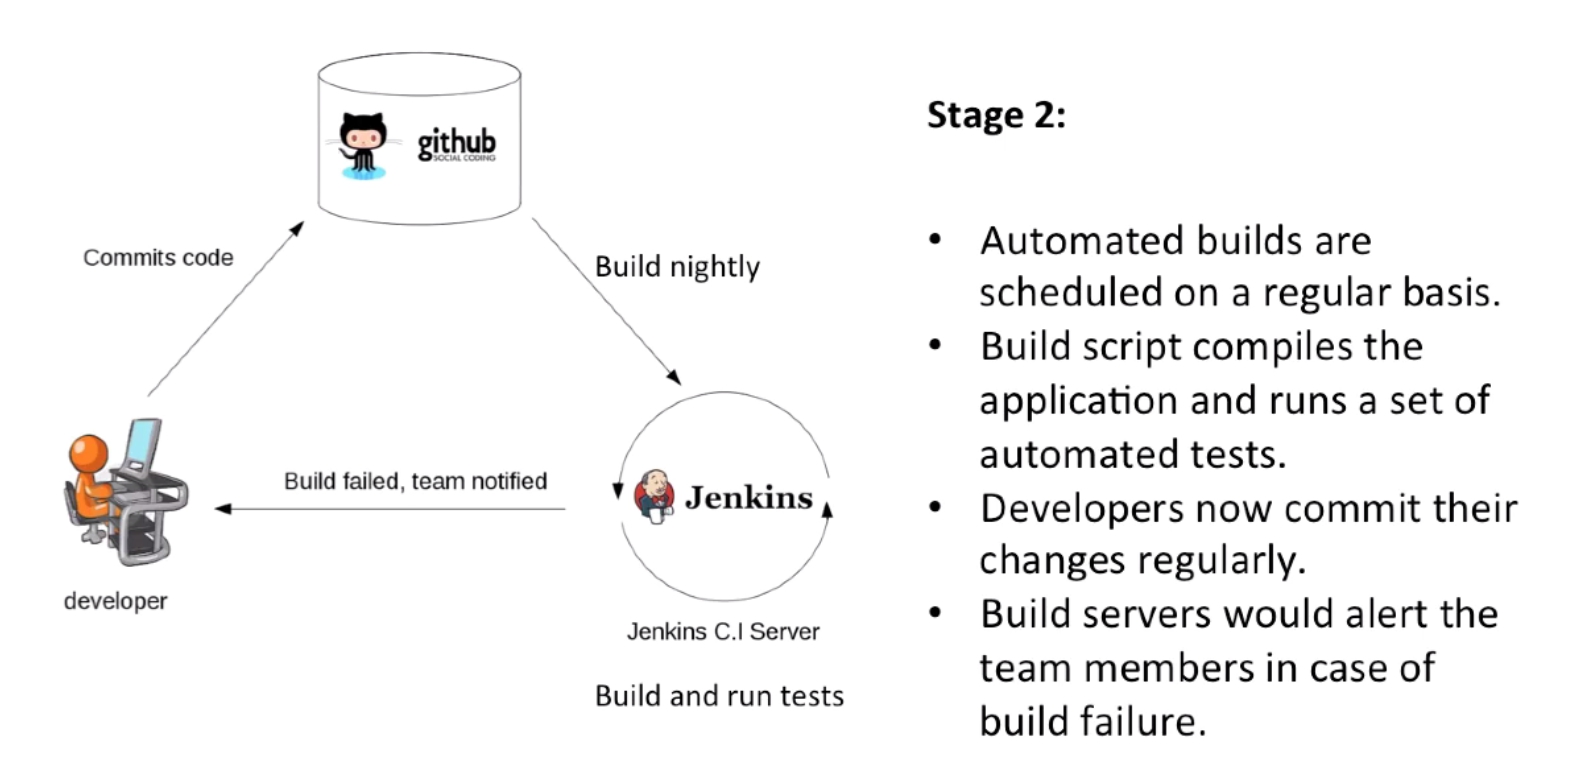 github
SOCIAL CODING
Commits code
Build nightly
Build failed, team notified
Jenkins
developer
Jenkins C.I Server
Build and run tests
Stage 2:
• Automated builds are
scheduled on a regular basis.
• Build script compiles the
application and runs a set of
automated tests.
• Developers now commit their
changes regularly.
• Build servers would alert the
team members in case of
build failure.